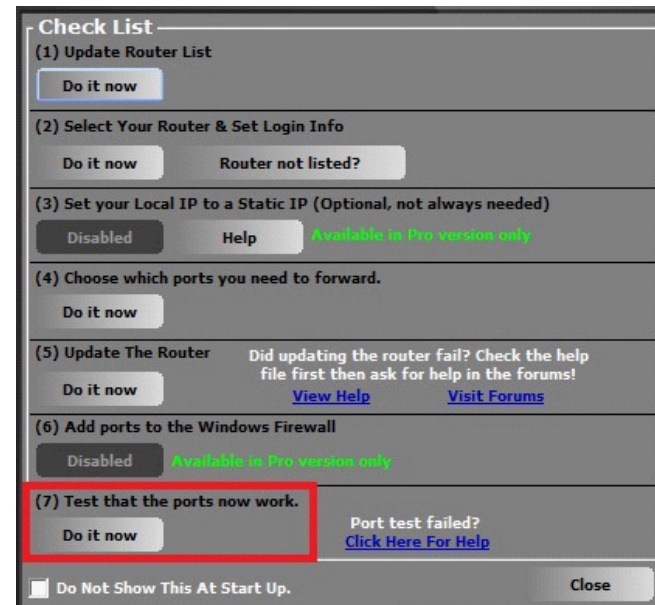 Check List
(1) Update Router List
Do it now
(2) Select Your Router & Set Login Info
Do it now Router not listed?
(3) Set your Local IP to a Static IP (Optional, not always needed)
Disabled Help Available in Pro version only
(4) Choose which ports you need to forward.
Do it now
(5) Update The Router Did updating the router fail? Check the help
file first then ask for help in the forums!
Do it now View Help Visit Forums
(6) Add ports to the Windows Firewall
Disabled Available in Pro version only
(7) Test that the ports now work.
Port test failed?
Do it now Click Here For Help
Do Not Show This At Start Up. Close